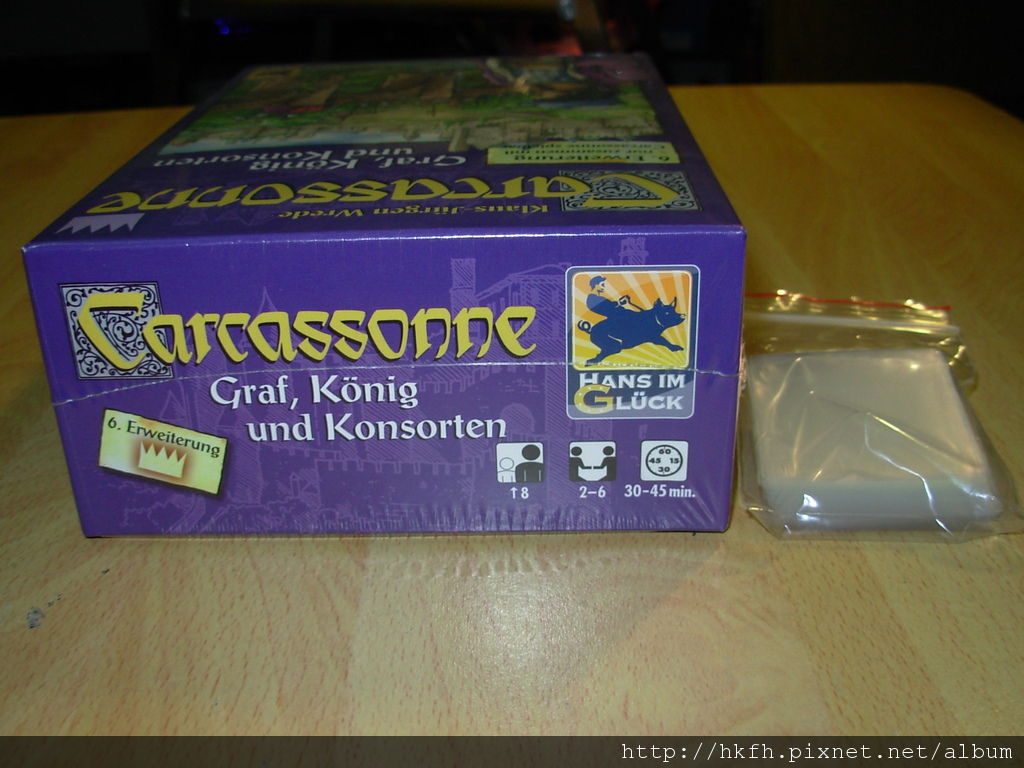 6. Erweiterung
Graf, König
und Konsorten
Carcassonne
Klaus-Jürgen Wrede
Carcassonne
Graf, König
und Konsorten
6. Erweiterung
HANS IM
GLÜCK
60
45 15
30
↑8
2–6
30-45 min.
http://hkfh.pixnet.net/album